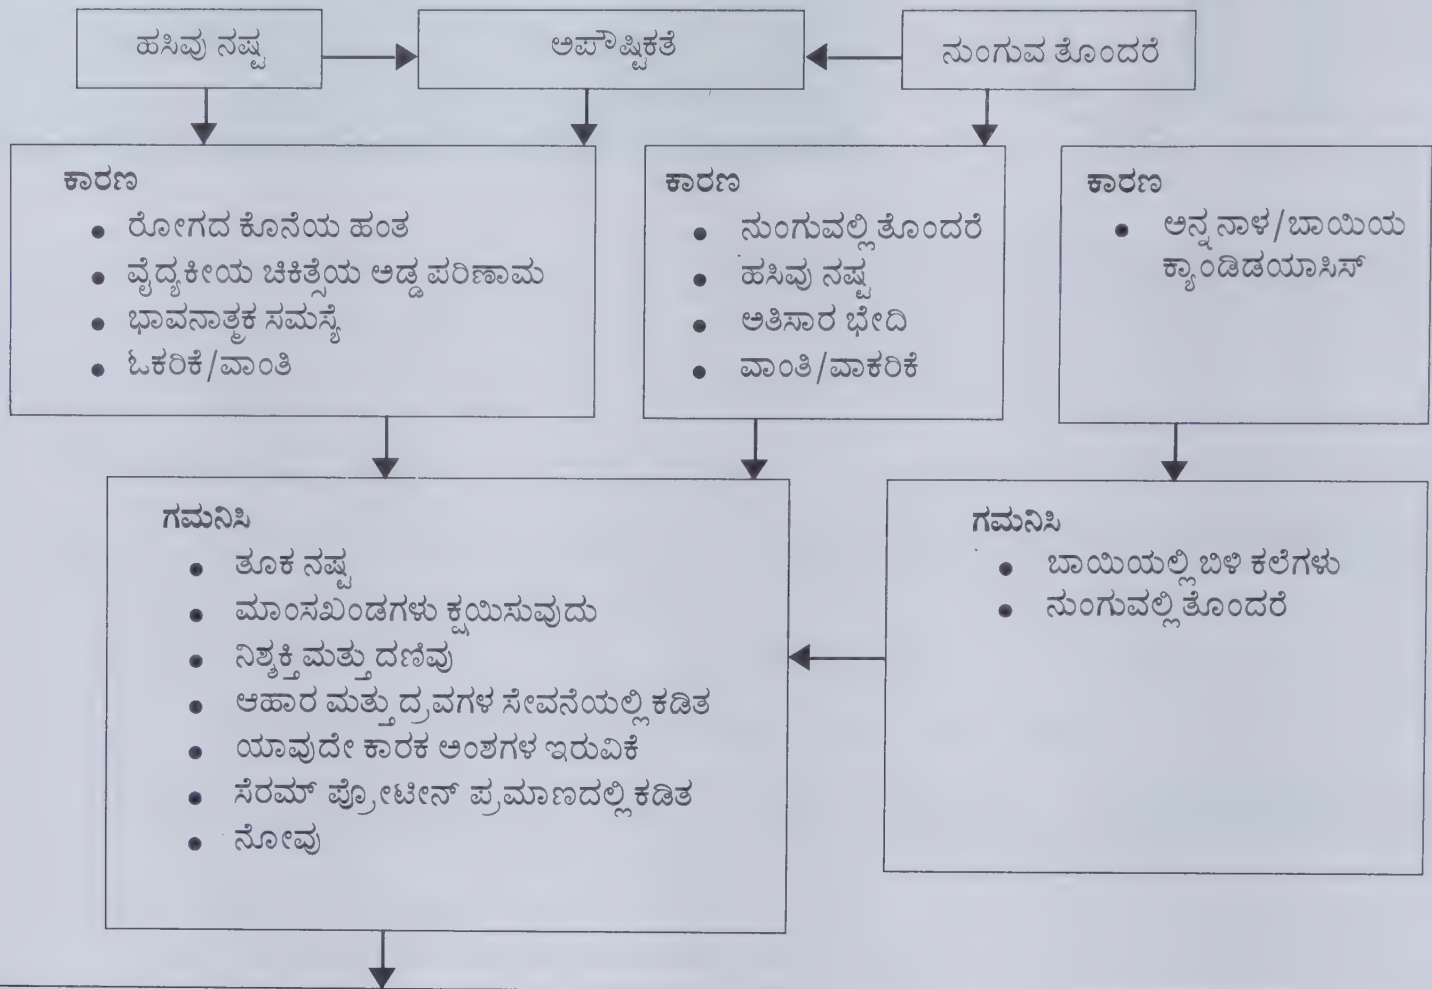 ಹಸಿವು ನಷ್ಟ
ಅಪೌಷ್ಟಿಕತೆ
ನುಂಗುವ ತೊಂದರೆ
ಕಾರಣ
• ರೋಗದ ಕೊನೆಯ ಹಂತ
• ವೈದ್ಯಕೀಯ ಚಿಕಿತ್ಸೆಯ ಅಡ್ಡ ಪರಿಣಾಮ
• ಭಾವನಾತ್ಮಕ ಸಮಸ್ಯೆ
• ಓಕರಿಕೆ/ವಾಂತಿ
ಕಾರಣ
• ನುಂಗುವಲ್ಲಿ ತೊಂದರೆ
• ಹಸಿವು ನಷ್ಟ
• ಅತಿಸಾರ ಭೇದಿ
• ವಾಂತಿ/ವಾಕರಿಕೆ
ಕಾರಣ
• ಅನ್ನ ನಾಳ/ಬಾಯಿಯ
ಕ್ಯಾಂಡಿಡಯಾಸಿಸ್
ಗಮನಿಸಿ
• ತೂಕ ನಷ್ಟ
• ಮಾಂಸಖಂಡಗಳು ಕ್ಷಯಿಸುವುದು
• ನಿಶ್ಶಕ್ತಿ ಮತ್ತು ದಣಿವು
• ಆಹಾರ ಮತ್ತು ದ್ರವಗಳ ಸೇವನೆಯಲ್ಲಿ ಕಡಿತ
• ಯಾವುದೇ ಕಾರಕ ಅಂಶಗಳ ಇರುವಿಕೆ
• ಸೆರಮ್ ಪ್ರೋಟೀನ್ ಪ್ರಮಾಣದಲ್ಲಿ ಕಡಿತ
• ನೋವು
ಗಮನಿಸಿ
• ಬಾಯಿಯಲ್ಲಿ ಬಿಳಿ ಕಲೆಗಳು
• ನುಂಗುವಲ್ಲಿ ತೊಂದರೆ